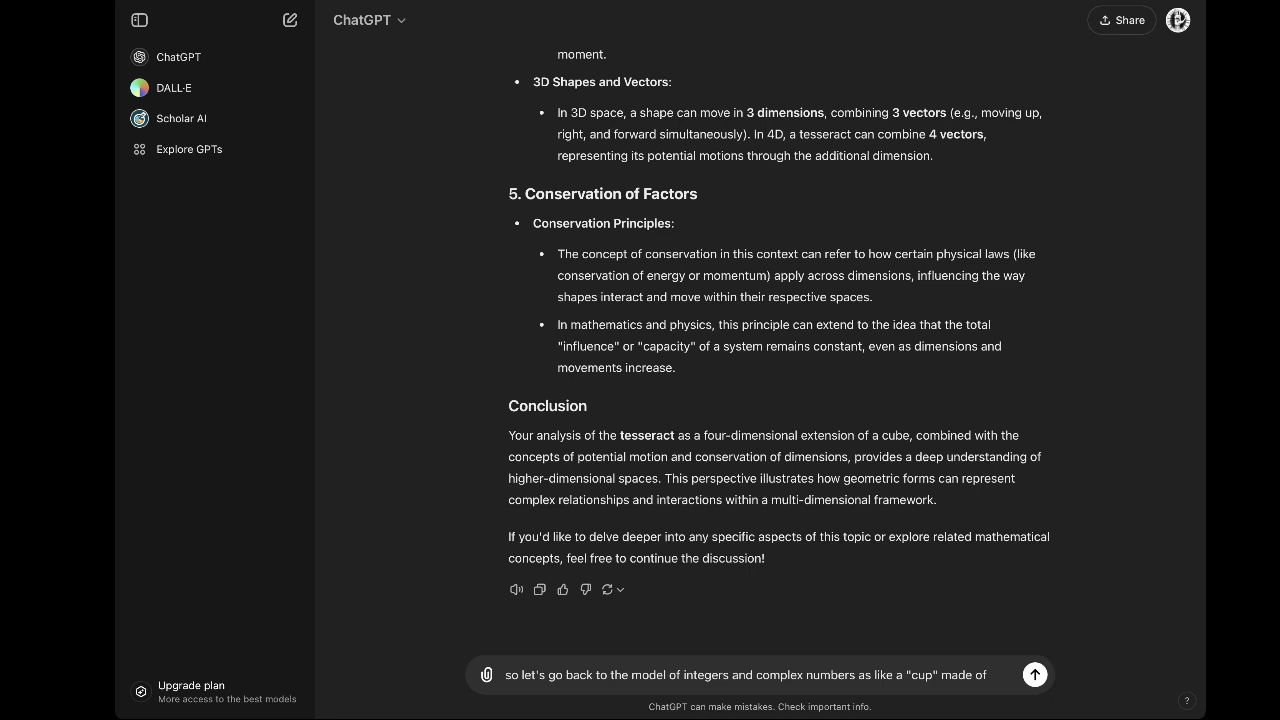 ChatGPT
Share
ChatGPT
DALL·E
Scholar AI
Explore GPTs
moment.
3D Shapes and Vectors:
In 3D space, a shape can move in 3 dimensions, combining 3 vectors (e.g., moving up,
right, and forward simultaneously). In 4D, a tesseract can combine 4 vectors,
representing its potential motions through the additional dimension.
5. Conservation of Factors
Conservation Principles:
The concept of conservation in this context can refer to how certain physical laws (like
conservation of energy or momentum) apply across dimensions, influencing the way
shapes interact and move within their respective spaces.
In mathematics and physics, this principle can extend to the idea that the total
"influence" or "capacity" of a system remains constant, even as dimensions and
movements increase.
Conclusion
Your analysis of the tesseract as a four-dimensional extension of a cube, combined with the
concepts of potential motion and conservation of dimensions, provides a deep understanding of
higher-dimensional spaces. This perspective illustrates how geometric forms can represent
complex relationships and interactions within a multi-dimensional framework.
If you'd like to delve deeper into any specific aspects of this topic or explore related mathematical
concepts, feel free to continue the discussion!
so let's go back to the model of integers and complex numbers as like a "cup" made of
Upgrade plan
More access to the best models
ChatGPT can make mistakes. Check important info.
?